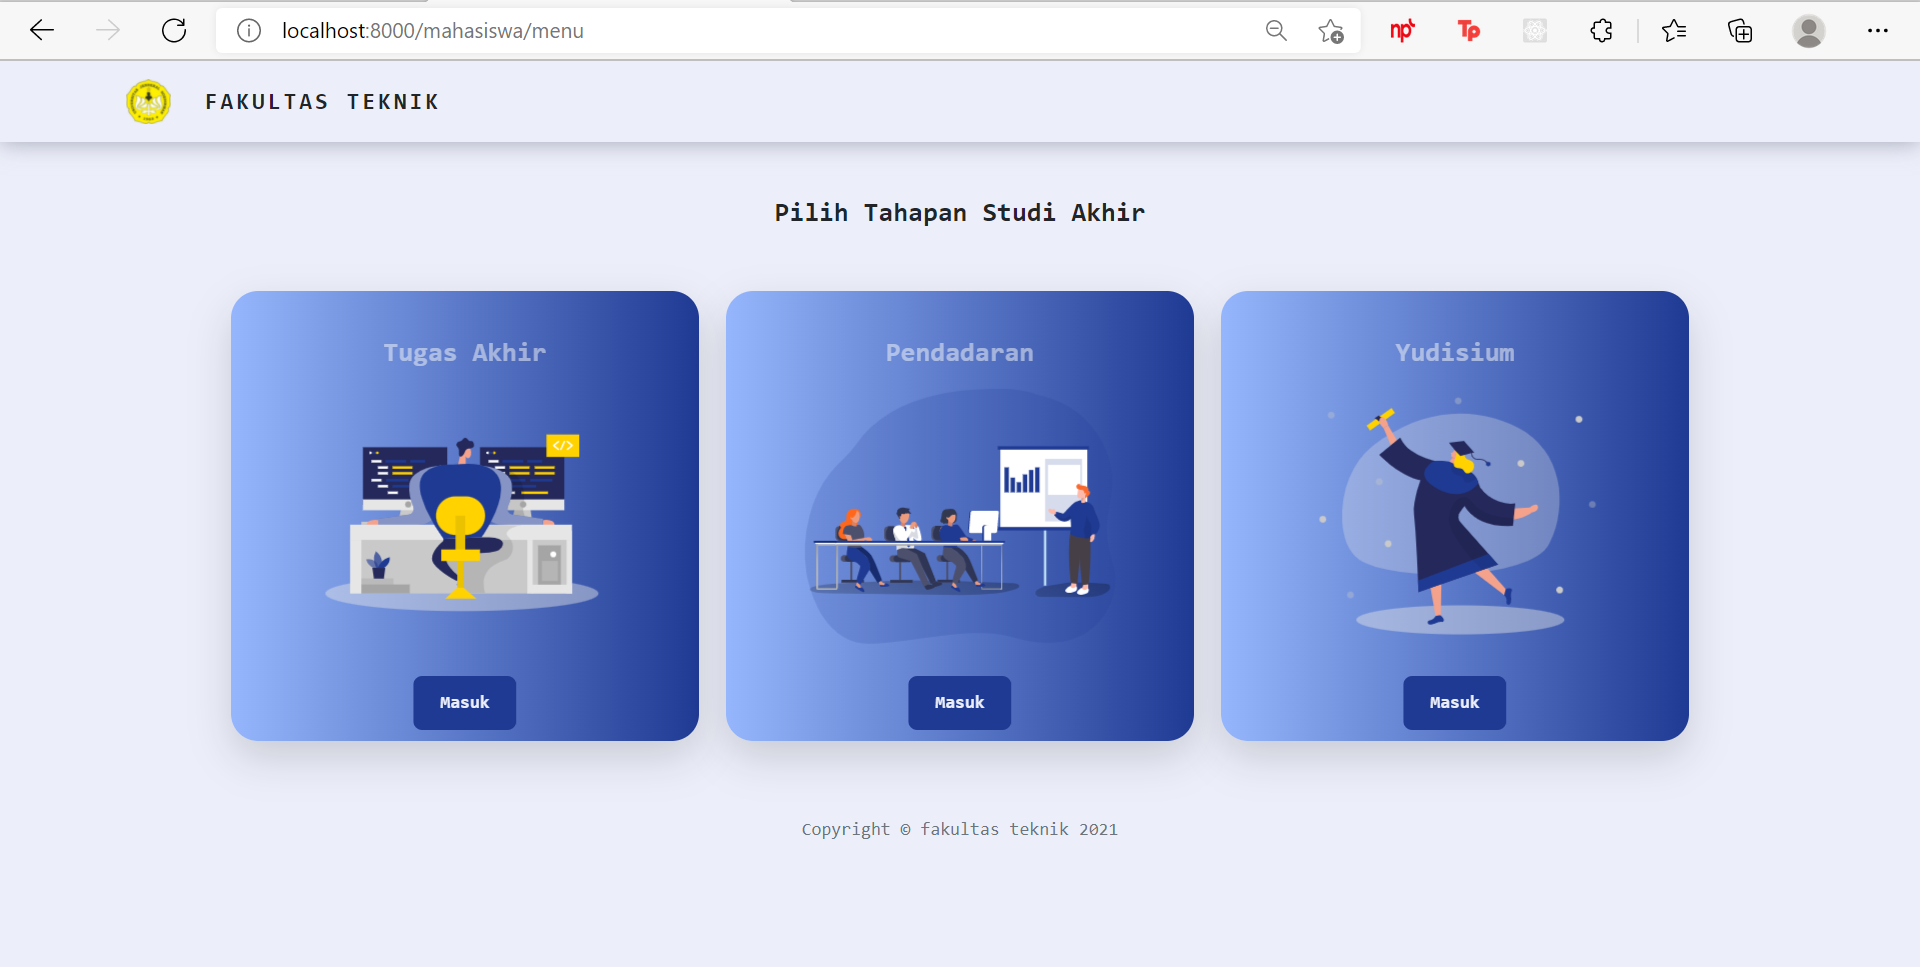 localhost:8000/mahasiswa/menu
np
Tp
FAKULTAS TEKNIK
Pilih Tahapan Studi Akhir
Tugas Akhir
</>
Masuk
Pendadaran
Masuk
Yudisium
Masuk
Copyright © fakultas teknik 2021